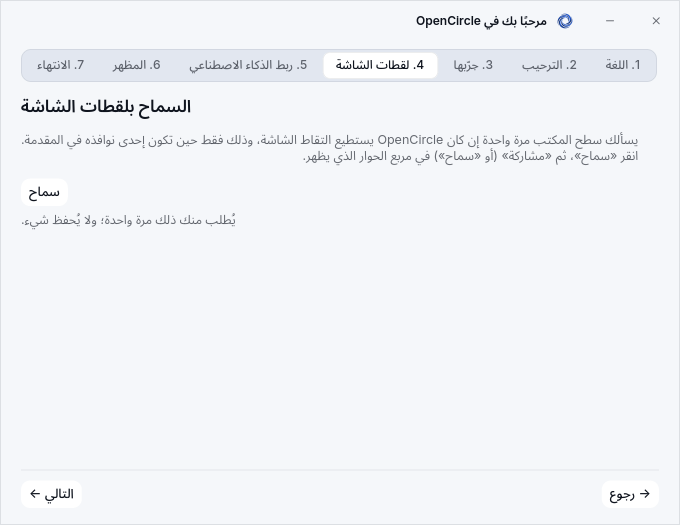 مرحبًا بك في OpenCircle
1. اللغة
2. الترحيب
3. جرّبها
4. لقطات الشاشة
5. ربط الذكاء الاصطناعي
6. المظهر
7. الانتهاء
السماح بلقطات الشاشة
يسألك سطح المكتب مرة واحدة إن كان OpenCircle يستطيع التقاط الشاشة، وذلك فقط حين تكون إحدى نوافذه في المقدمة.
انقر «سماح»، ثم «مشاركة» (أو «سماح») في مربع الحوار الذي يظهر.
سماح
يُطلب منك ذلك مرة واحدة؛ ولا يُحفظ شيء.
→ رجوع
التالي ←